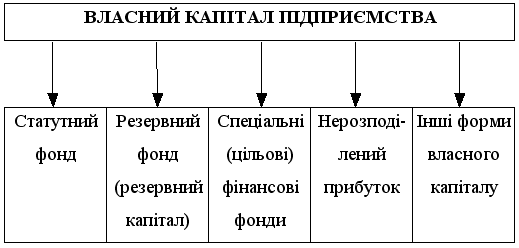 ВЛАСНИЙ КАПІТАЛ ПІДПРИЄМСТВА
Статутний
фонд
Резервний
фонд
(резервний
капітал)
Спеціальні
(цільові)
фінансові
фонди
Нерозподі-
лений
прибуток
Інші форми
власного
капіталу